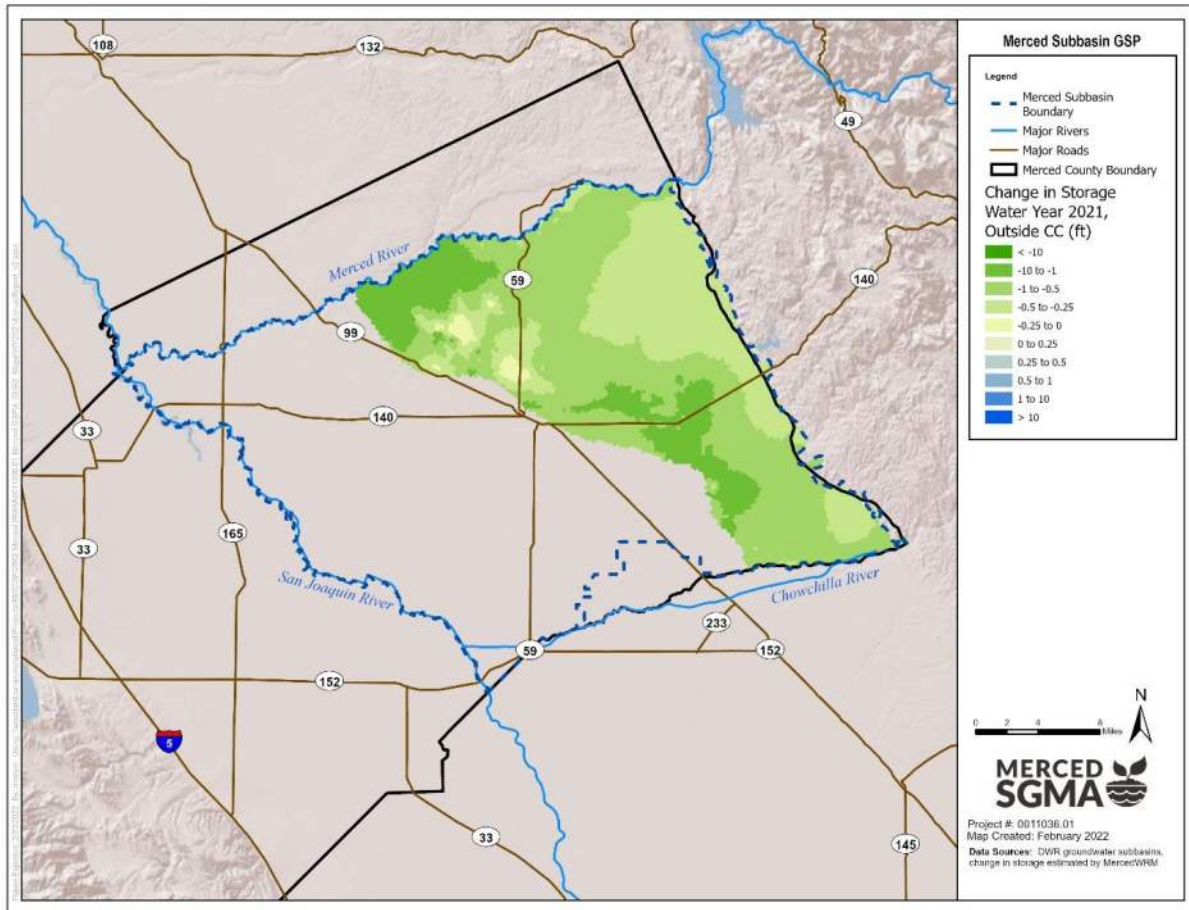 Merced Subbasin GSP
Legend
Merced Subbasin
Boundary
Major Rivers
Major Roads
Merced County Boundary
Change in Storage
Water Year 2021,
Outside CC (ft)
< -10
-10 to -1
-1 to -0.5
-0.5 to -0.25
-0.25 to 0
0 to 0.25
0.25 to 0.5
0.5 to 1
1 to 10
> 10
108
132
49
Merced River
59
140
99
140
33
165
33
San Joaquin River
Chowchilla River
233
59
152
152
5
33
145
N
0 2 4 8
Miles
MERCED
SGMA
Project #: 0011036.01
Map Created: February 2022
Data Sources: DWR groundwater subbasins,
change in storage estimated by MercedWRM